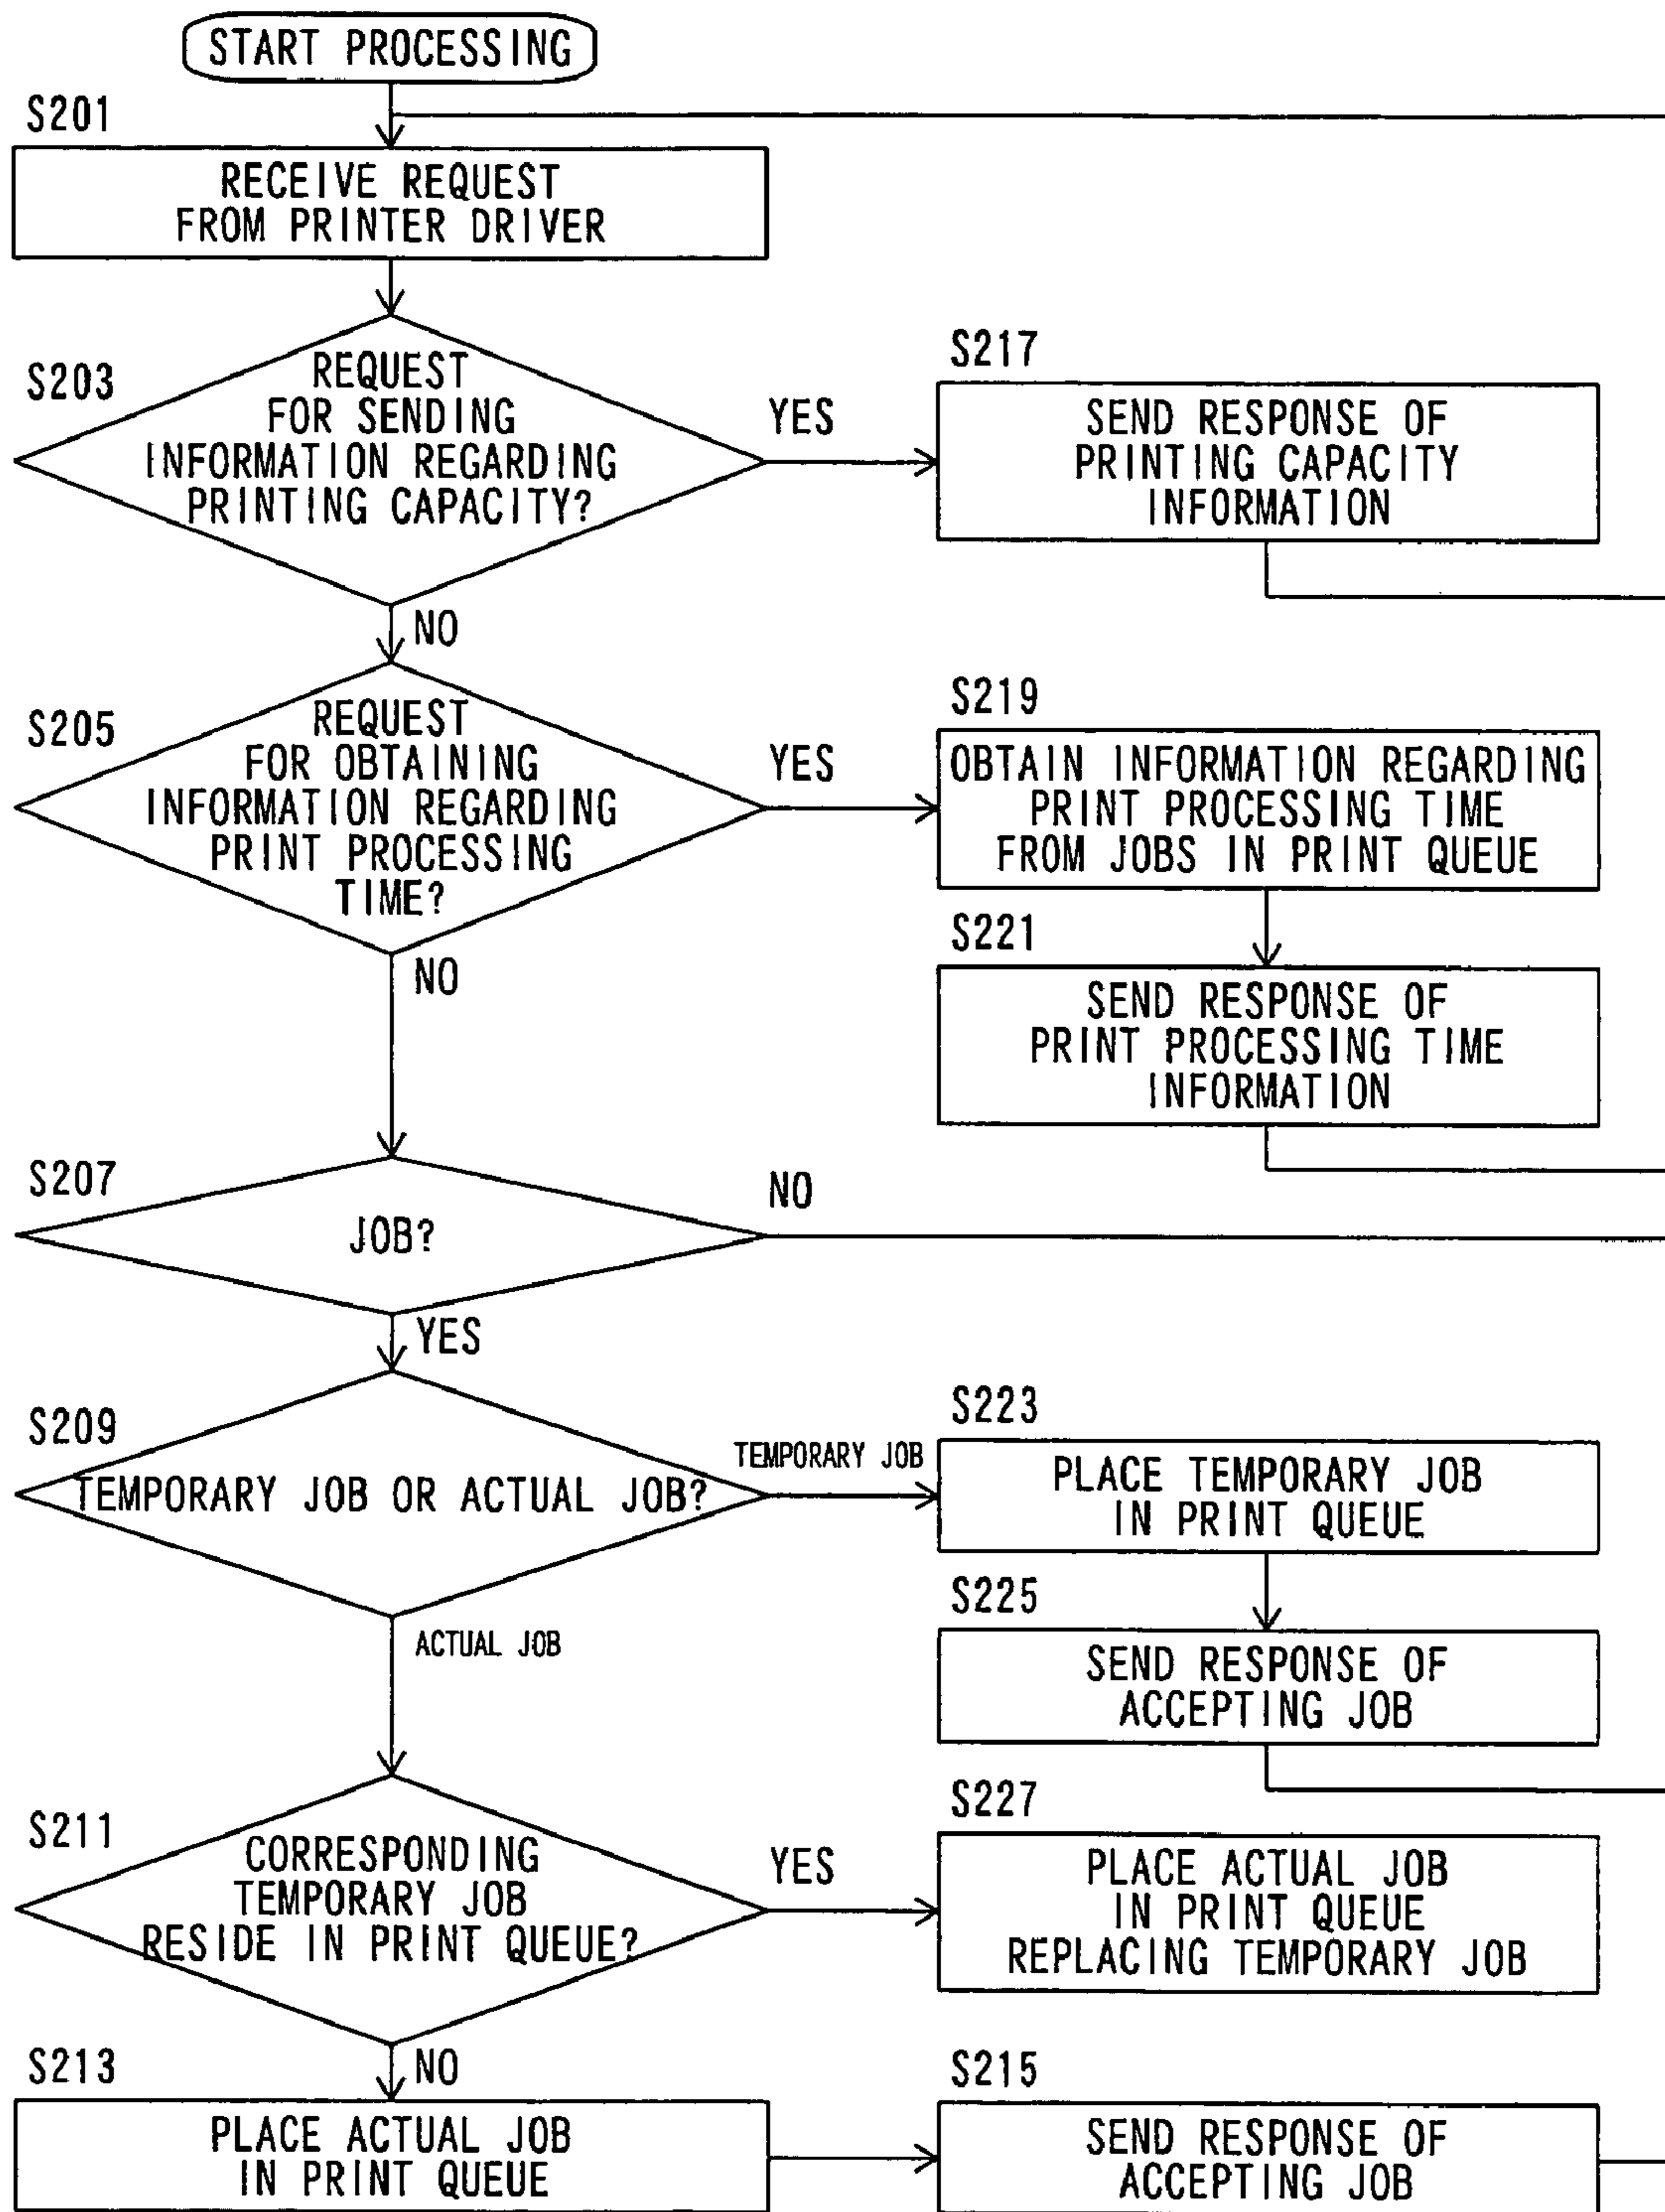 START PROCESSING
S201
RECEIVE REQUEST
FROM PRINTER DRIVER
S203
REQUEST
FOR SENDING
INFORMATION REGARDING
PRINTING CAPACITY?
YES
S217
SEND RESPONSE OF
PRINTING CAPACITY
INFORMATION
NO
S205
REQUEST
FOR OBTAINING
INFORMATION REGARDING
PRINT PROCESSING
TIME?
YES
S219
OBTAIN INFORMATION REGARDING
PRINT PROCESSING TIME
FROM JOBS IN PRINT QUEUE
NO
S221
SEND RESPONSE OF
PRINT PROCESSING TIME
INFORMATION
S207
JOB?
NO
YES
S209
TEMPORARY JOB OR ACTUAL JOB?
TEMPORARY JOB
S223
PLACE TEMPORARY JOB
IN PRINT QUEUE
S225
SEND RESPONSE OF
ACCEPTING JOB
ACTUAL JOB
S211
CORRESPONDING
TEMPORARY JOB
RESIDE IN PRINT QUEUE?
YES
S227
PLACE ACTUAL JOB
IN PRINT QUEUE
REPLACING TEMPORARY JOB
NO
S213
PLACE ACTUAL JOB
IN PRINT QUEUE
S215
SEND RESPONSE OF
ACCEPTING JOB